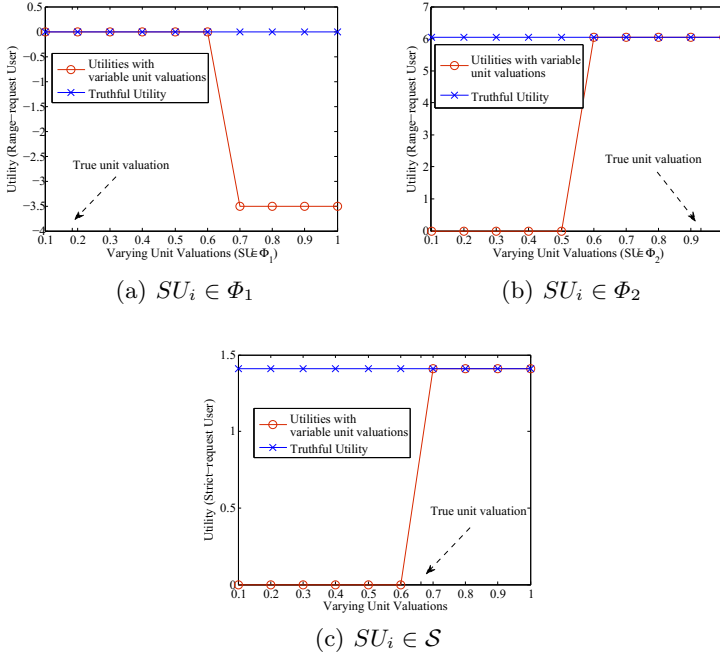 0.5
0
−0.5
−1
−1.5
−2
−2.5
−3
−3.5
−4
Utility (Range−request User)
Utilities with
variable unit valuations
Truthful Utility
True unit valuation
0.1 0.2 0.3 0.4 0.5 0.6 0.7 0.8 0.9 1
Varying Unit Valuations (SU∈Φ1)
(a) SUi ∈ Φ1
6
4
2
0
Utility (Range−request User)
Utilities with variable
unit valuations
Truthful Utility
True unit valuation
0.1 0.2 0.3 0.4 0.5 0.6 0.7 0.8 0.9
Varying Unit Valuations (SU∈Φ2)
(b) SUi ∈ Φ2
1.5
1
0.5
0
Utility (Strict−request User)
Utilities with
variable unit valuations
Truthful Utility
True unit valuation
0.1 0.2 0.3 0.4 0.5 0.6 0.7 0.8 0.9 1
Varying Unit Valuations
(c) SUi ∈ S